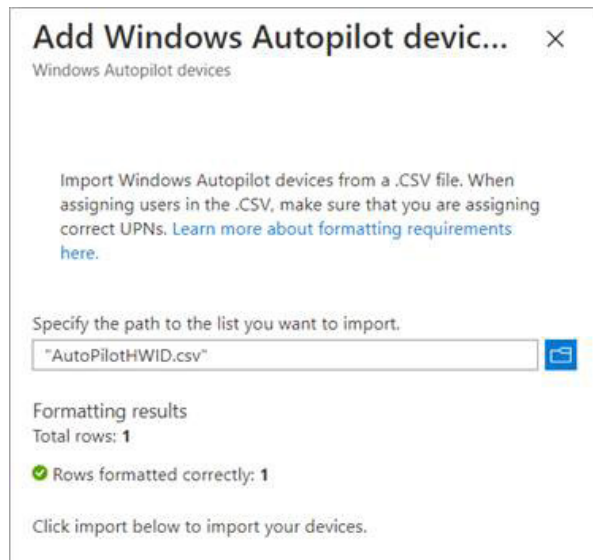 Add Windows Autopilot devic...
Windows Autopilot devices
Import Windows Autopilot devices from a .CSV file. When
assigning users in the .CSV, make sure that you are assigning
correct UPNs. Learn more about formatting requirements
here.
Specify the path to the list you want to import.
"AutoPilotHWID.csv"
Formatting results
Total rows: 1
Rows formatted correctly: 1
Click import below to import your devices.